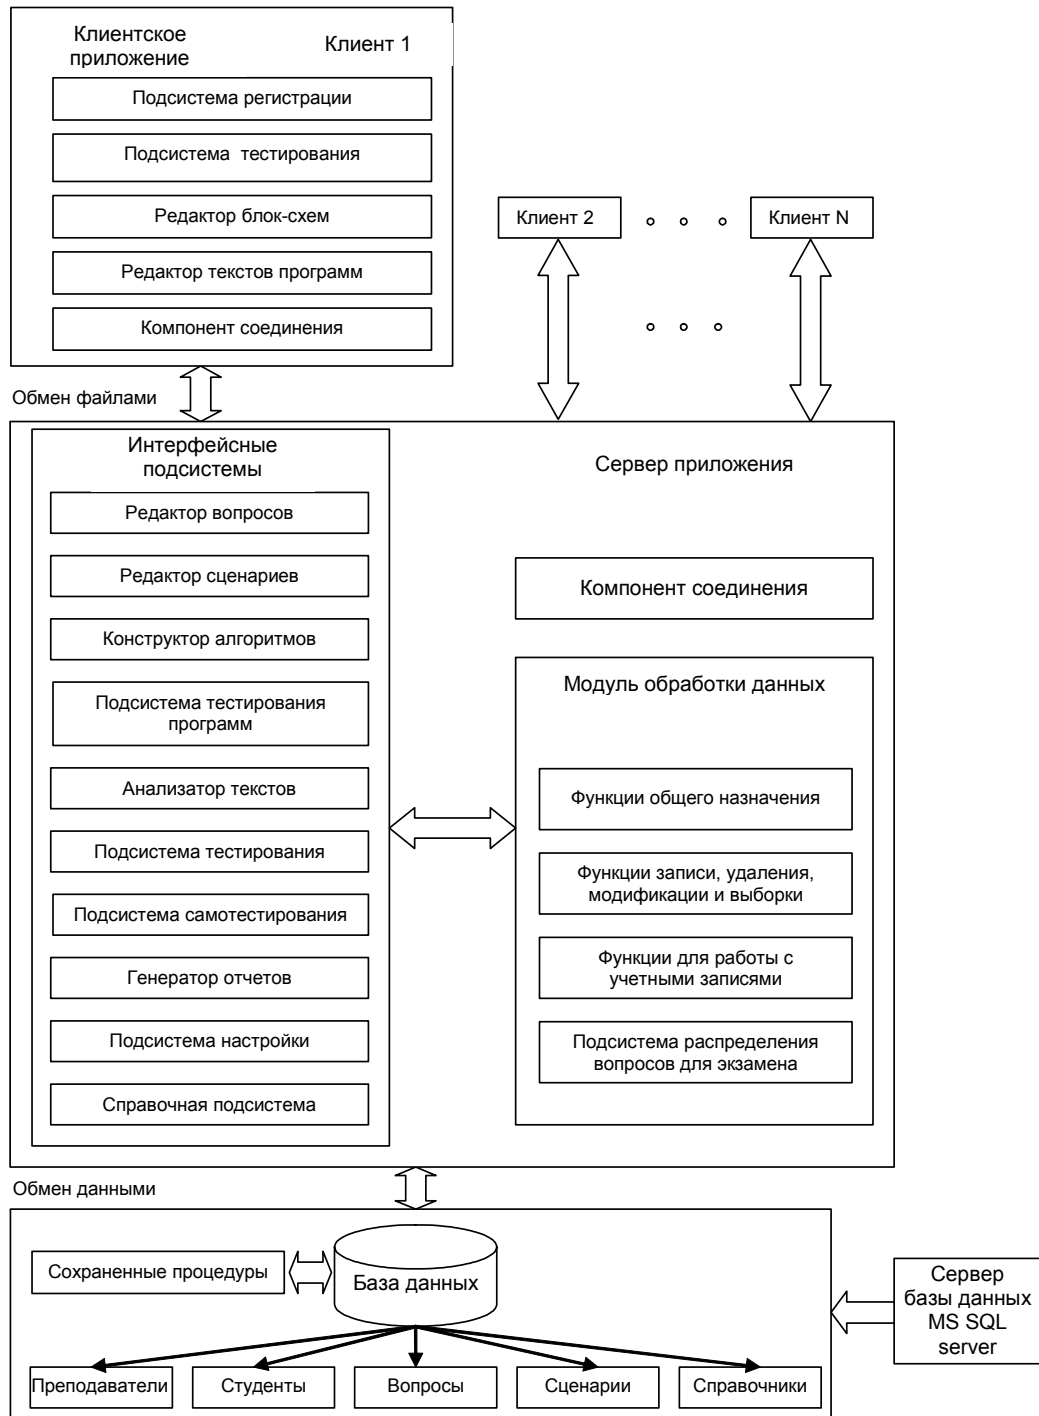 Клиентское
приложение
Клиент 1
Подсистема регистрации
Подсистема тестирования
Редактор блок-схем
Редактор текстов программ
Компонент соединения
Клиент 2
Клиент N
Обмен файлами
Интерфейсные
подсистемы
Редактор вопросов
Редактор сценариев
Конструктор алгоритмов
Подсистема тестирования
программ
Анализатор текстов
Подсистема тестирования
Подсистема самотестирования
Генератор отчетов
Подсистема настройки
Справочная подсистема
Сервер приложения
Компонент соединения
Модуль обработки данных
Функции общего назначения
Функции записи, удаления,
модификации и выборки
Функции для работы с
учетными записями
Подсистема распределения
вопросов для экзамена
Обмен данными
Сохраненные процедуры
База данных
Сервер
базы данных
MS SQL
server
Преподаватели
Студенты
Вопросы
Сценарии
Справочники